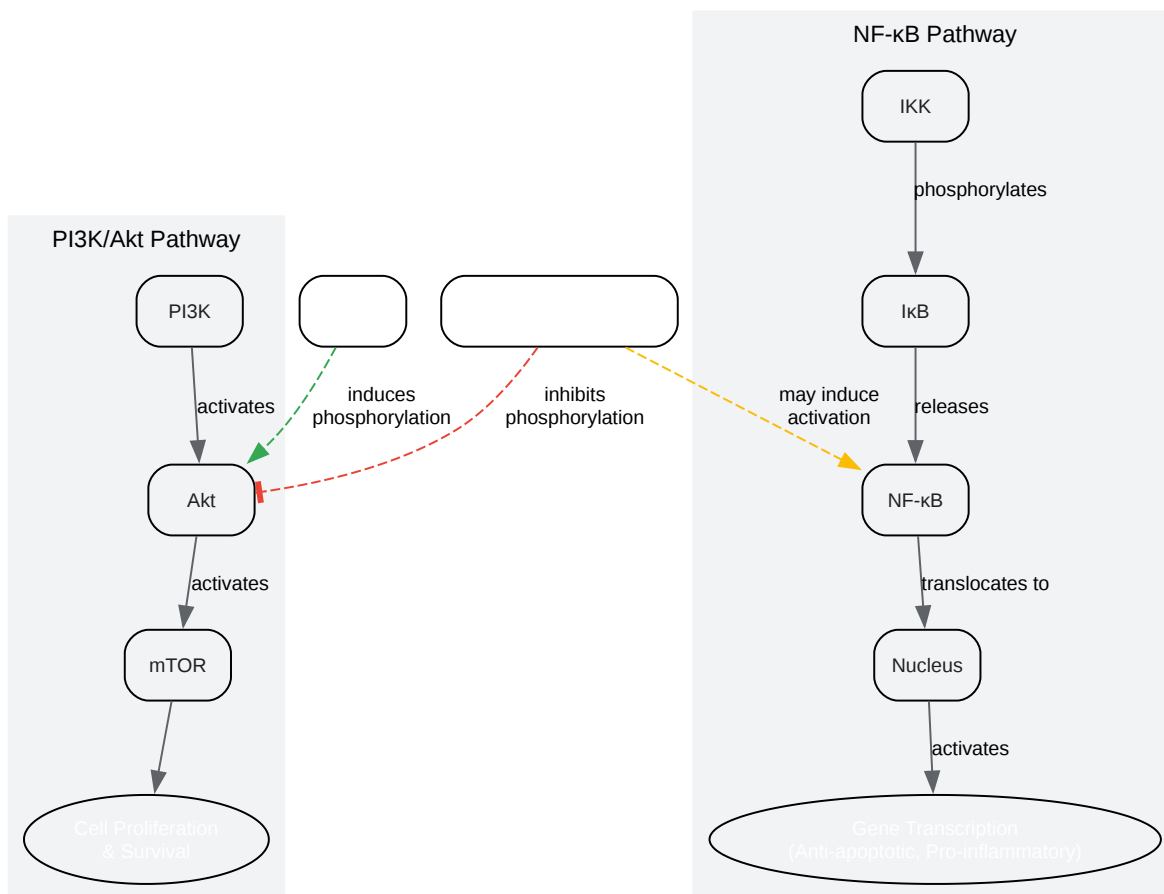 NF-κB Pathway
IKK
phosphorylates
PI3K/Akt Pathway
PI3K
IκB
activates
induces
phosphorylation
inhibits
phosphorylation
may induce
activation
releases
Akt
NF-κB
activates
translocates to
mTOR
Nucleus
activates
Cell Proliferation
& Survival
Gene Transcription
(Anti-apoptotic, Pro-inflammatory)